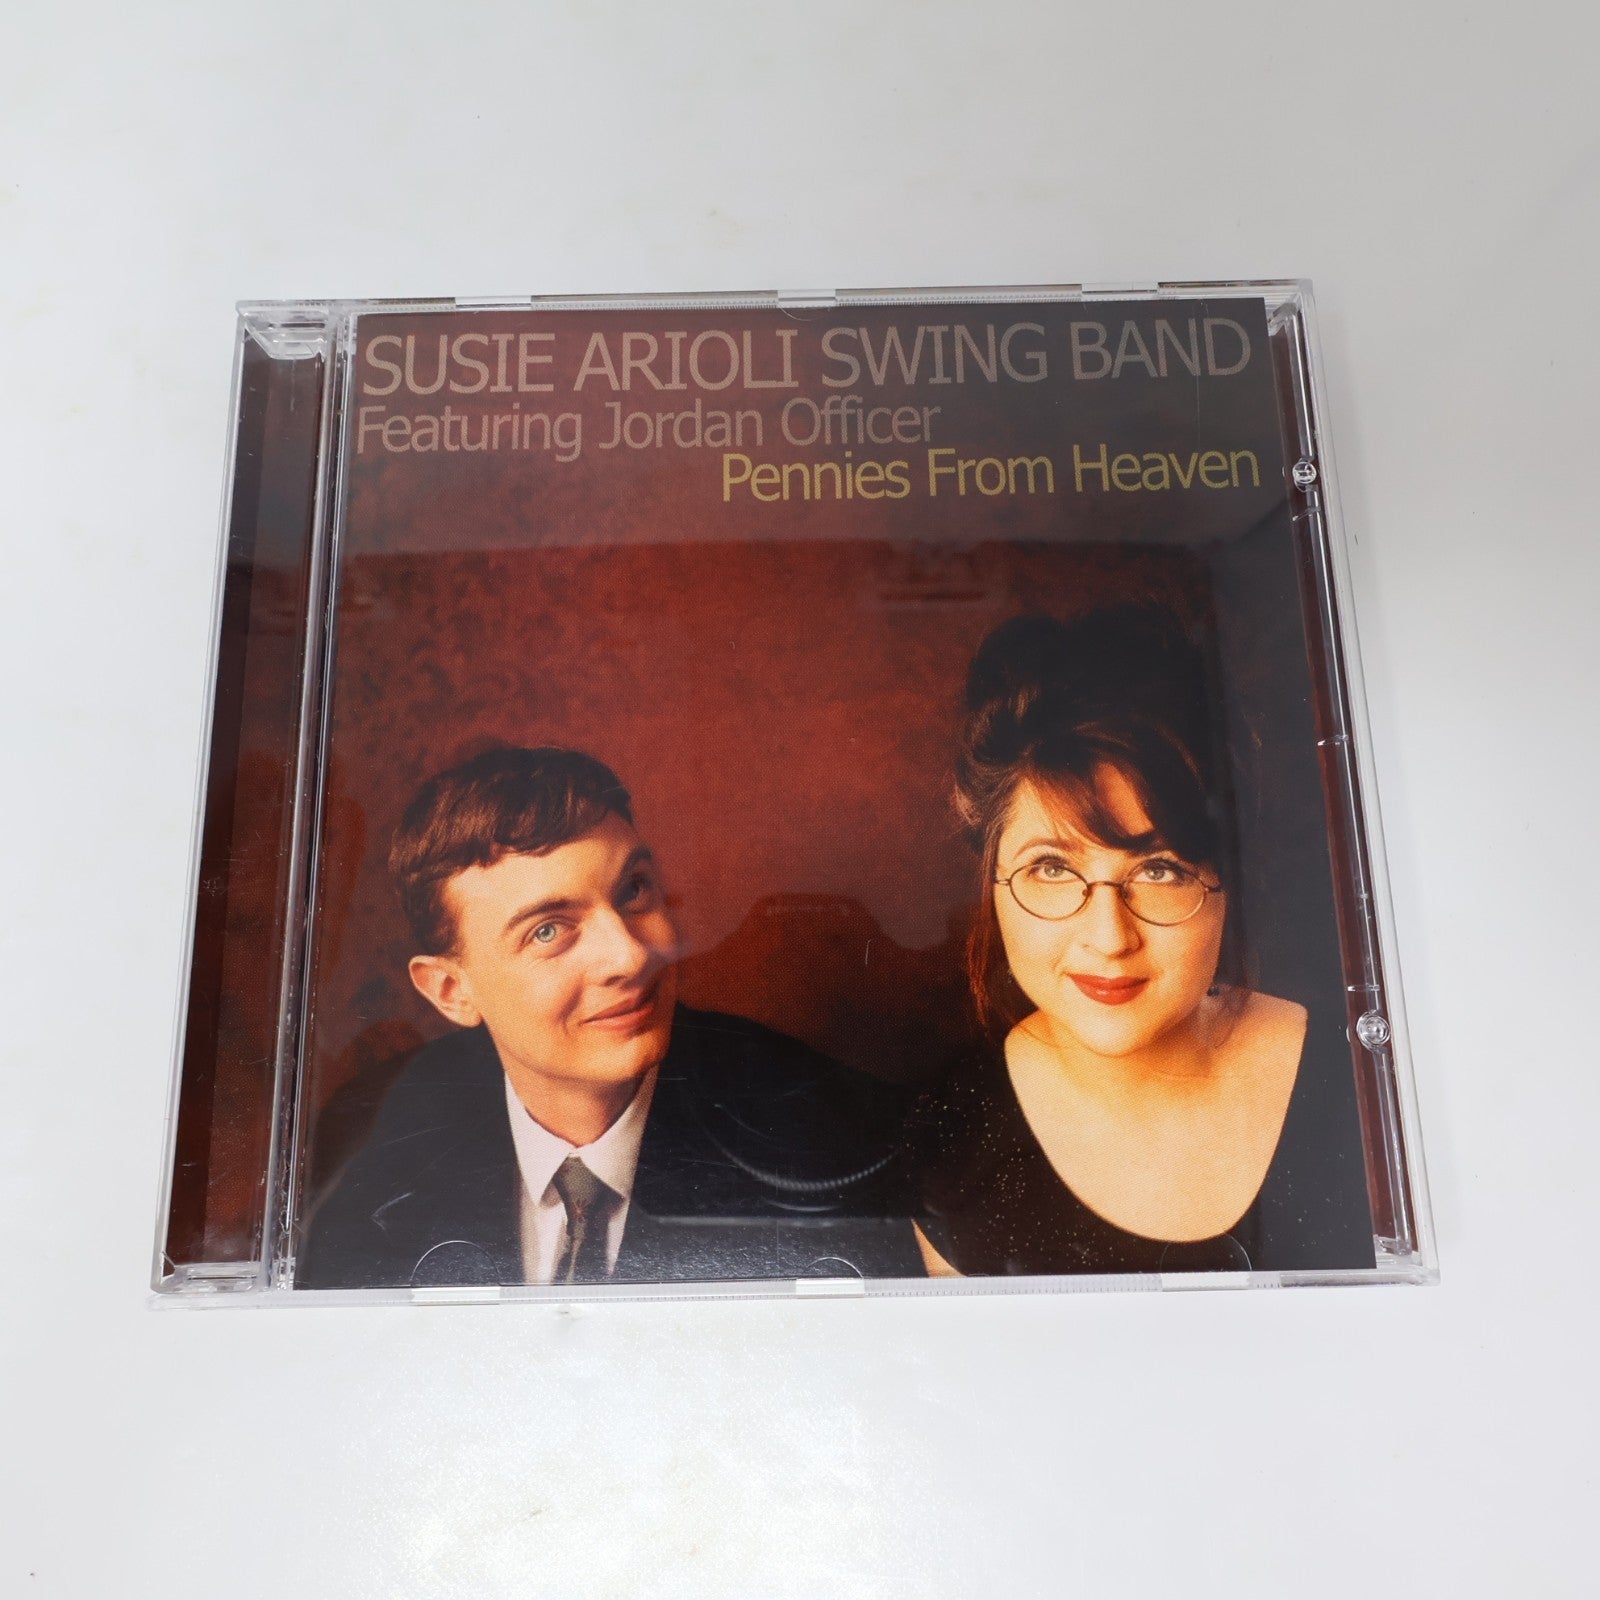 SUSIE ARIOLI SWING BAND
Featuring Jordan Officer
Pennies From Heaven